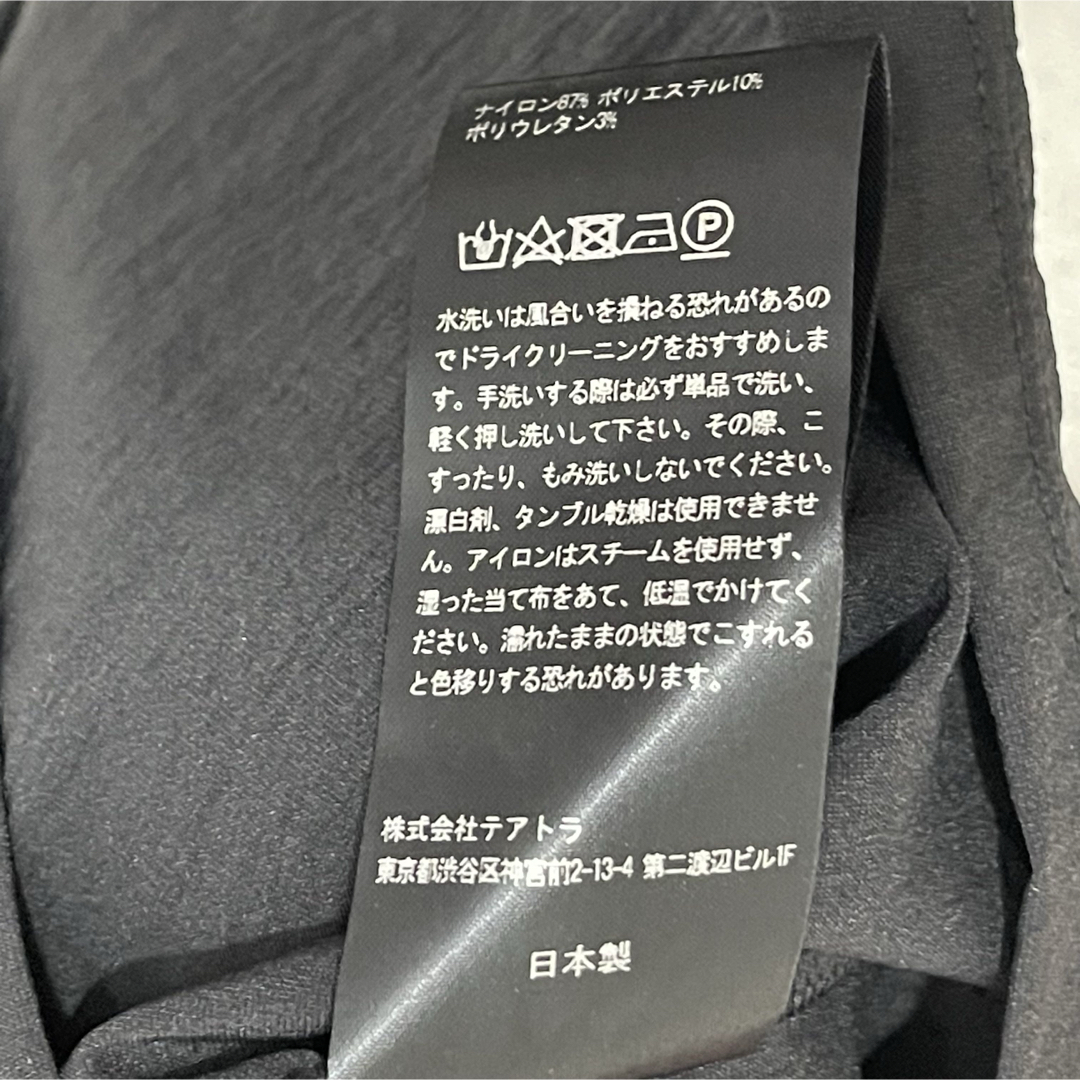 ナイロン87% ポリエステル10%
ポリウレタン3%
P
水洗いは風合いを損ねる恐れがあるの
でドライクリーニングをおすすめしま
す。手洗いする際は必ず単品で洗い、
軽く押し洗いして下さい。その際、こ
すったり、もみ洗いしないでください。
漂白剤、タンブル乾燥は使用できませ
ん。アイロンはスチームを使用せず、
湿った当て布をあて、低温でかけてく
ださい。濡れたままの状態でこすれる
と色移りする恐れがあります。
株式会社テアトラ
東京都渋谷区神宮前2-13-4 第二渡辺ビル1F
日本製